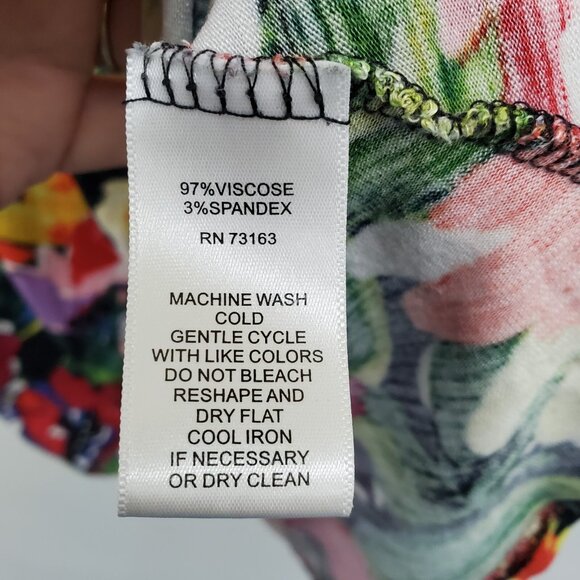 97%VISCOSE
3%SPANDEX
RN 73163
MACHINE WASH
COLD
GENTLE CYCLE
WITH LIKE COLORS
DO NOT BLEACH
RESHAPE AND
DRY FLAT
COOL IRON
IF NECESSARY
OR DRY CLEAN